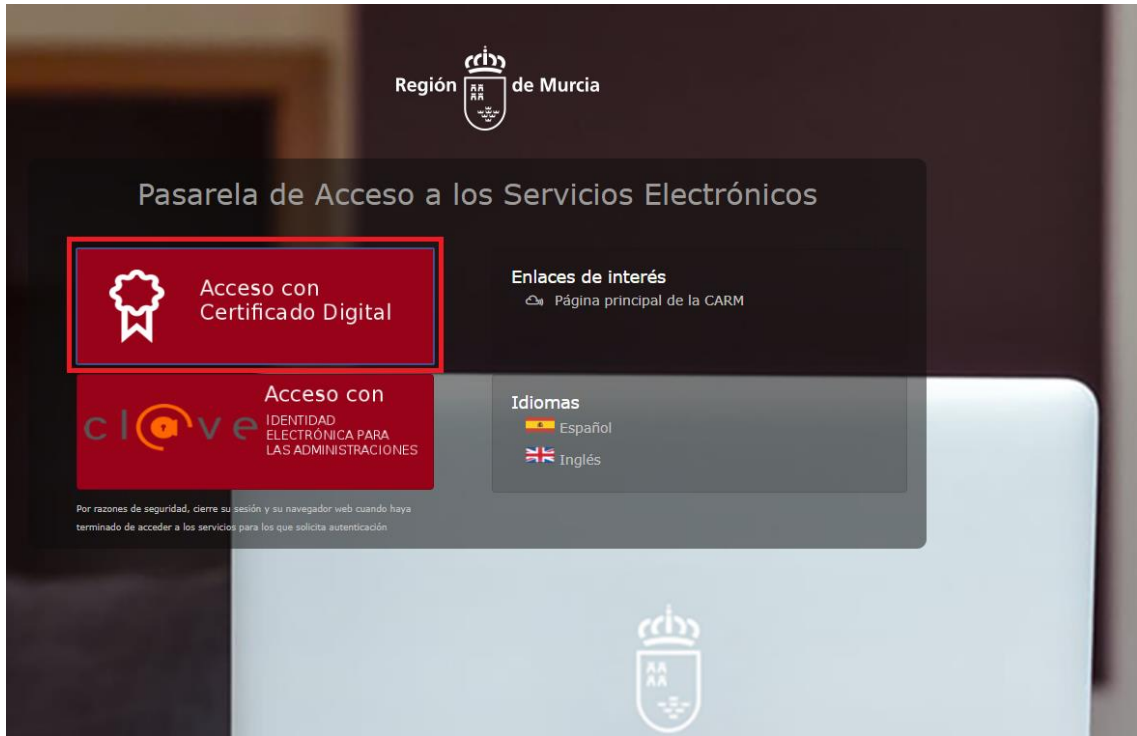 Región de Murcia
Pasarela de Acceso a los Servicios Electrónicos
Acceso con
Certificado Digital
Acceso con
cl@ve
IDENTIDAD
ELECTRÓNICA PARA
LAS ADMINISTRACIONES
Por razones de seguridad, cierre su sesión y su navegador web cuando haya
terminado de acceder a los servicios para los que solicita autenticación
Enlaces de interés
Página principal de la CARM
Idiomas
Español
Inglés